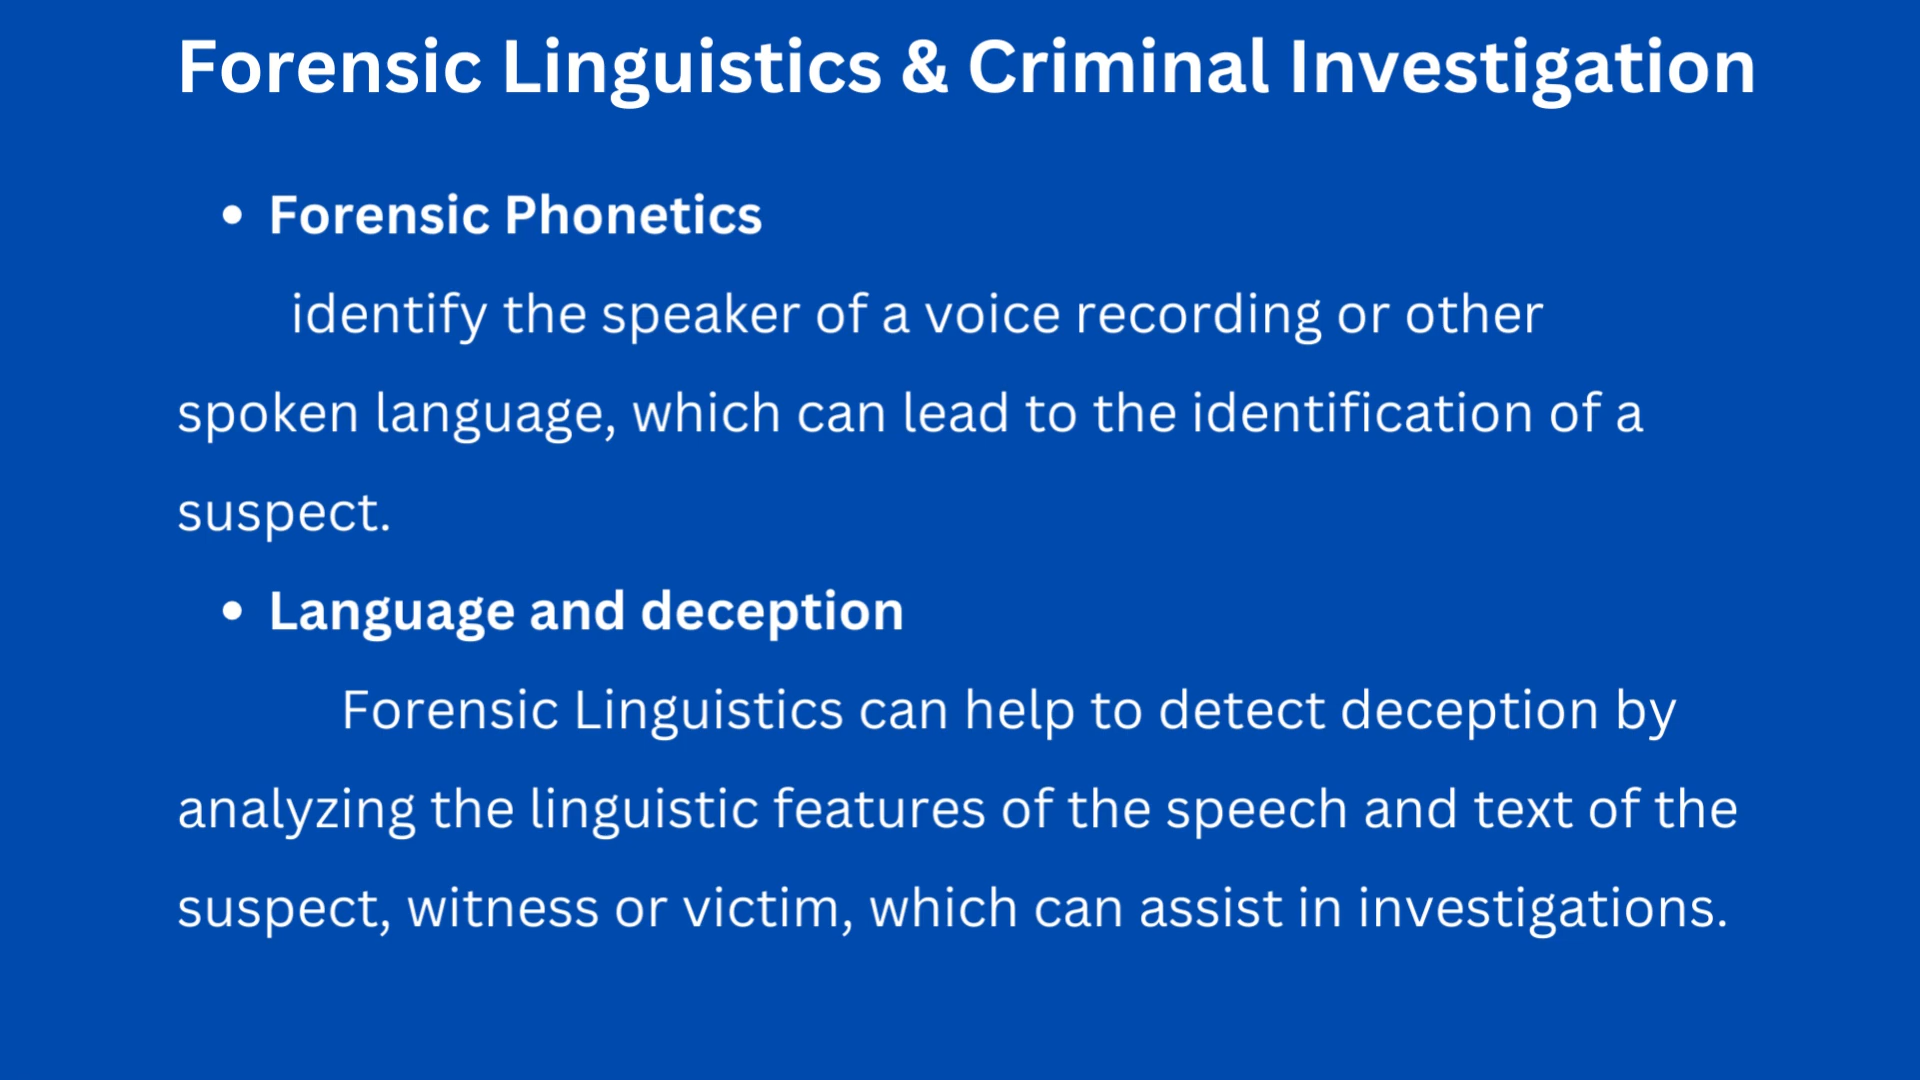 Forensic Linguistics & Criminal Investigation
• Forensic Phonetics
identify the speaker of a voice recording or other
spoken language, which can lead to the identification of a
suspect.
• Language and deception
Forensic Linguistics can help to detect deception by
analyzing the linguistic features of the speech and text of the
suspect, witness or victim, which can assist in investigations.